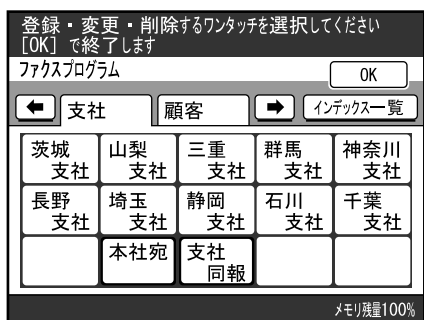 登録・変更・削除するワンタッチを選択してください
[OK] で終了します
ファクスプログラム
OK
支社 顧客 インデックス一覧
茨城 山梨 三重 群馬 神奈川
支社 支社 支社 支社 支社
長野 埼玉 静岡 石川 千葉
支社 支社 支社 支社 支社
本社宛 支社
同報
メモリ残量100%